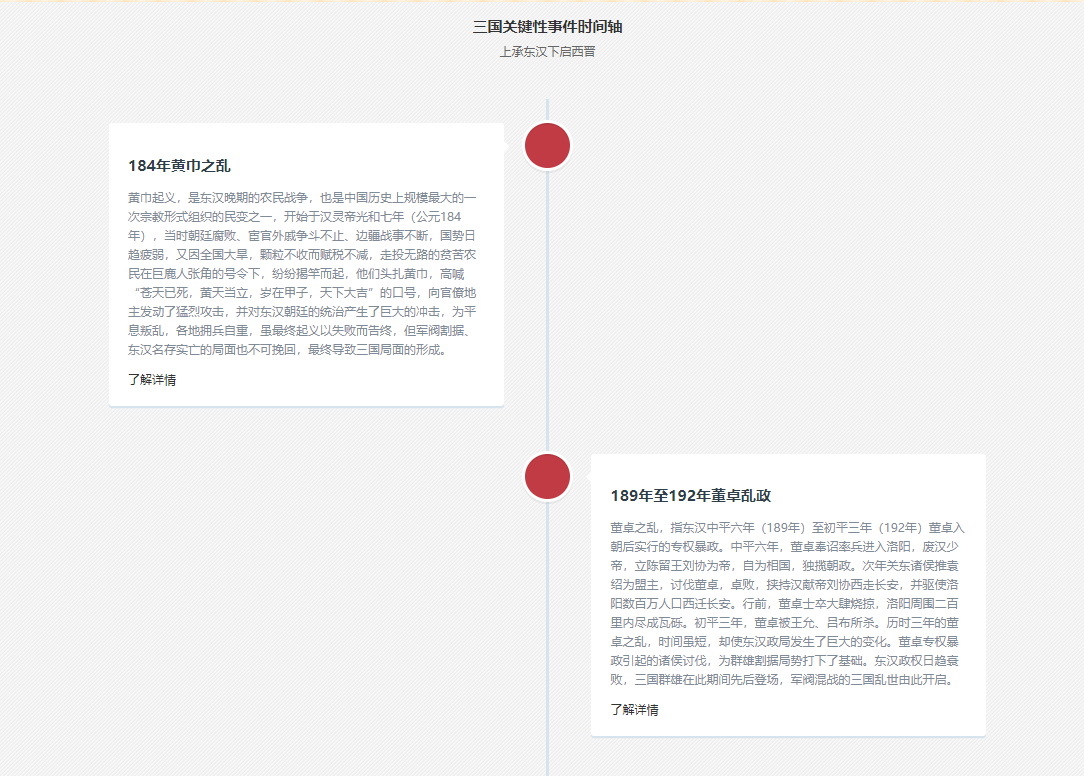 三国关键性事件时间轴
上承东汉下启西晋
184年黄巾之乱
黄巾起义，是东汉晚期的农民战争，也是中国历史上规模最大的一
次宗教形式组织的民变之一，开始于汉灵帝光和七年（公元184
年），当时朝廷腐败、宦官外戚争斗不止、边疆战事不断，国势日
趋疲弱，又因全国大旱，颗粒不收而赋税不减，走投无路的贫苦农
民在巨鹿人张角的号令下，纷纷揭竿而起，他们头扎黄巾，高喊
“苍天已死，黄天当立，岁在甲子，天下大吉”的口号，向官僚地
主发动了猛烈攻击，并对东汉朝廷的统治产生了巨大的冲击，为平
息叛乱，各地拥兵自重，虽最终起义以失败而告终，但军阀割据、
东汉名存实亡的局面也不可挽回，最终导致三国局面的形成。
了解详情
189年至192年董卓乱政
董卓之乱，指东汉中平六年（189年）至初平三年（192年）董卓入
朝后实行的专权暴政。中平六年，董卓奉诏率兵进入洛阳，废汉少
帝，立陈留王刘协为帝，自为相国，独揽朝政。次年关东诸侯推袁
绍为盟主，讨伐董卓，卓败，挟持汉献帝刘协西走长安，并驱使洛
阳数百万人口西迁长安。行前，董卓士卒大肆烧掠，洛阳周围二百
里内尽成瓦砾。初平三年，董卓被王允、吕布所杀。历时三年的董
卓之乱，时间虽短，却使东汉政局发生了巨大的变化。董卓专权暴
政引起的诸侯讨伐，为群雄割据局势打下了基础。东汉政权日趋衰
败，三国群雄在此期间先后登场，军阀混战的三国乱世由此开启。
了解详情